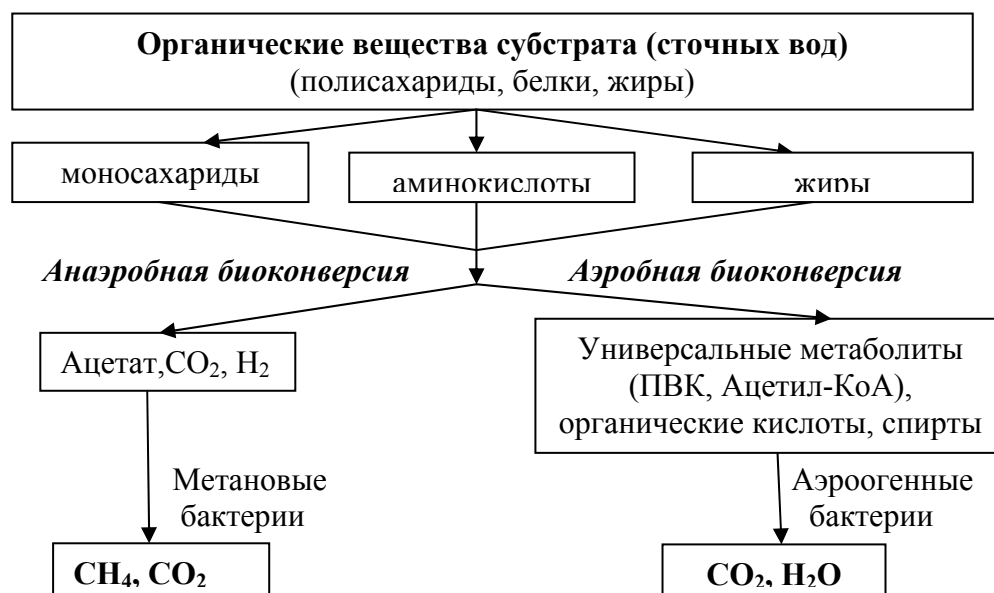 Органические вещества субстрата (сточных вод)
(полисахариды, белки, жиры)
моносахариды
аминокислоты
жиры
Анаэробная биоконверсия
Аэробная биоконверсия
Ацетат,CO₂, H₂
Универсальные метаболиты
(ПВК, Ацетил-КоА),
органические кислоты, спирты
Метановые
бактерии
Аэроогенные
бактерии
CH₄, CO₂
CO₂, H₂O